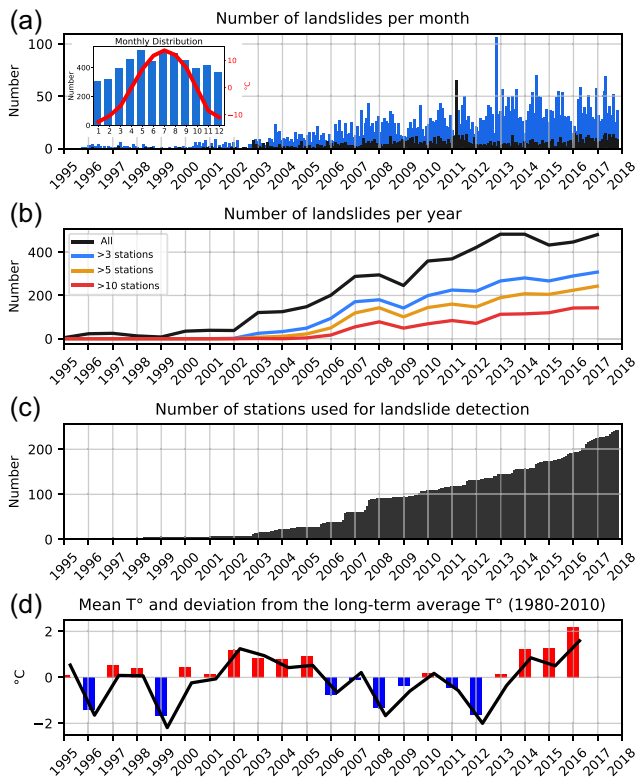 (a)
Number of landslides per month
Number
100
50
0
Monthly Distribution
Number
400
200
0
10
0
−10
°C
1 2 3 4 5 6 7 8 9 10 11 12
1995 1996 1997 1998 1999 2000 2001 2002 2003 2004 2005 2006 2007 2008 2009 2010 2011 2012 2013 2014 2015 2016 2017 2018
(b)
Number of landslides per year
Number
400
200
0
All
>3 stations
>5 stations
>10 stations
1995 1996 1997 1998 1999 2000 2001 2002 2003 2004 2005 2006 2007 2008 2009 2010 2011 2012 2013 2014 2015 2016 2017 2018
(c)
Number of stations used for landslide detection
Number
200
100
0
1995 1996 1997 1998 1999 2000 2001 2002 2003 2004 2005 2006 2007 2008 2009 2010 2011 2012 2013 2014 2015 2016 2017 2018
(d)
Mean T° and deviation from the long-term average T° (1980-2010)
°C
2
0
−2
1995 1996 1997 1998 1999 2000 2001 2002 2003 2004 2005 2006 2007 2008 2009 2010 2011 2012 2013 2014 2015 2016 2017 2018